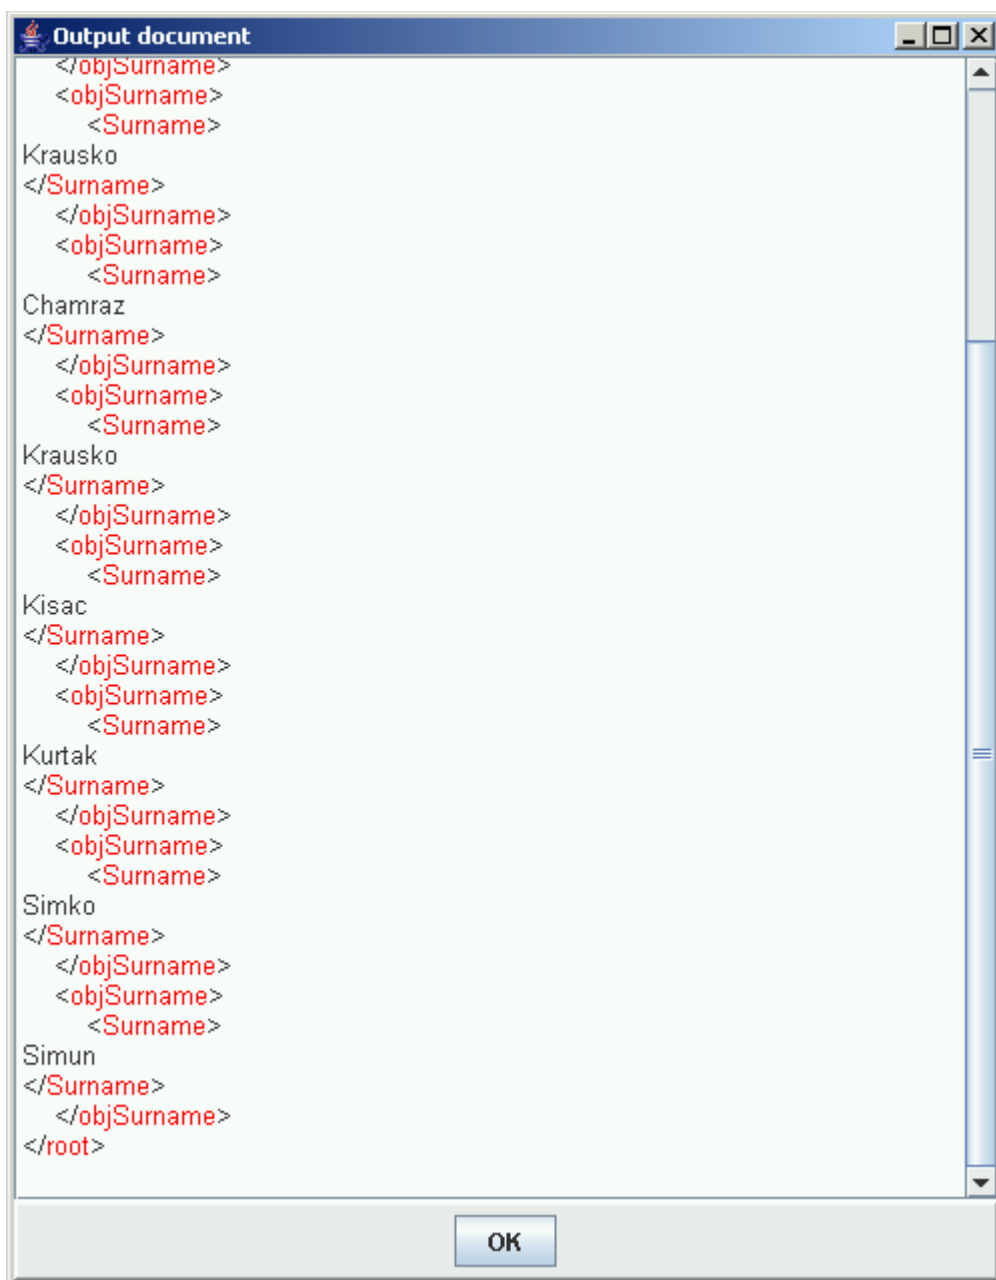 Output document
</objSurname>
<objSurname>
<Surname>
Krausko
</Surname>
</objSurname>
<objSurname>
<Surname>
Chamraz
</Surname>
</objSurname>
<objSurname>
<Surname>
Krausko
</Surname>
</objSurname>
<objSurname>
<Surname>
Kisac
</Surname>
</objSurname>
<objSurname>
<Surname>
Kurtak
</Surname>
</objSurname>
<objSurname>
<Surname>
Simko
</Surname>
</objSurname>
<objSurname>
<Surname>
Simun
</Surname>
</objSurname>
</root>
OK